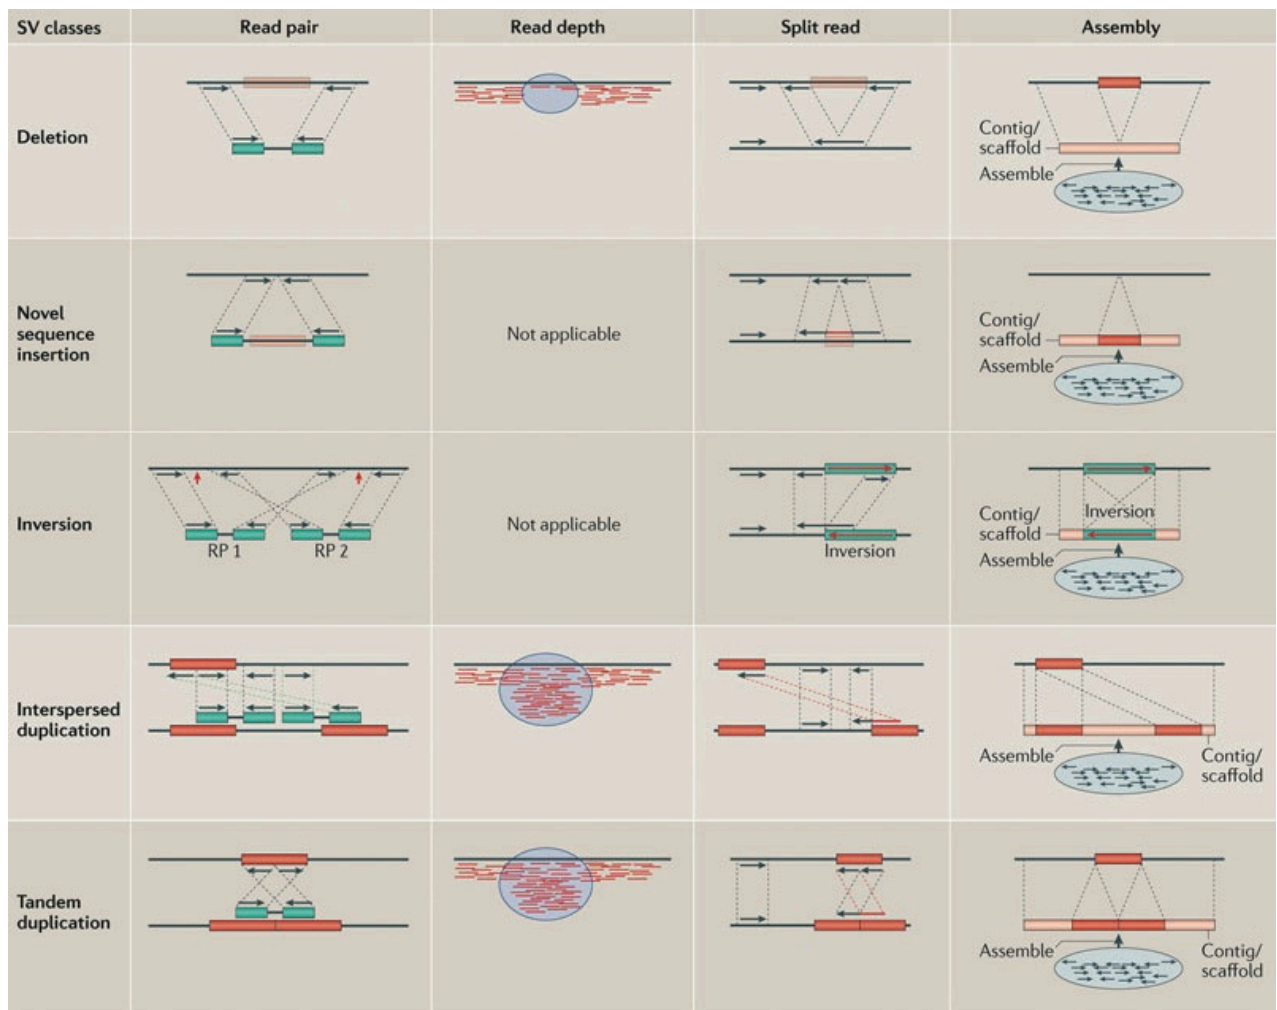 SV classes
Read pair
Read depth
Split read
Assembly
Deletion
Contig/
scaffold
Assemble
Novel
sequence
insertion
Not applicable
Contig/
scaffold
Assemble
Inversion
RP 1
RP 2
Not applicable
Inversion
Contig/
scaffold
Inversion
Assemble
Interspersed
duplication
Assemble
Contig/
scaffold
Tandem
duplication
Assemble
Contig/
scaffold